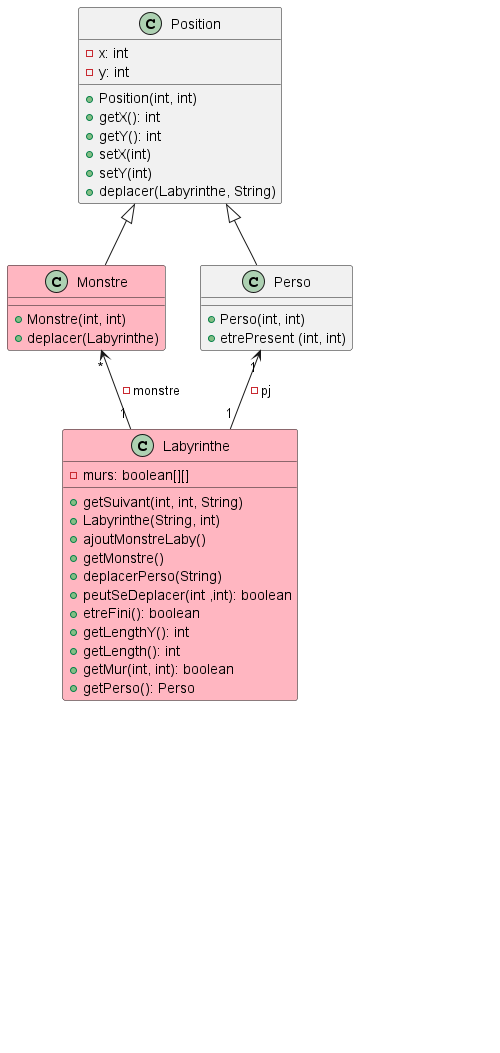 C Position
x: int
y: int
Position(int, int)
getX(): int
getY(): int
setX(int)
setY(int)
deplacer(Labyrinthe, String)
C Monstre
Monstre(int, int)
deplacer(Labyrinthe)
C Perso
Perso(int, int)
etrePresent (int, int)
*
monstre
1
1
pj
1
C Labyrinthe
murs: boolean[][]
getSuivant(int, int, String)
Labyrinthe(String, int)
ajoutMonstreLaby()
getMonstre()
deplacerPerso(String)
peutSeDeplacer(int ,int): boolean
etreFini(): boolean
getLengthY(): int
getLength(): int
getMur(int, int): boolean
getPerso(): Perso